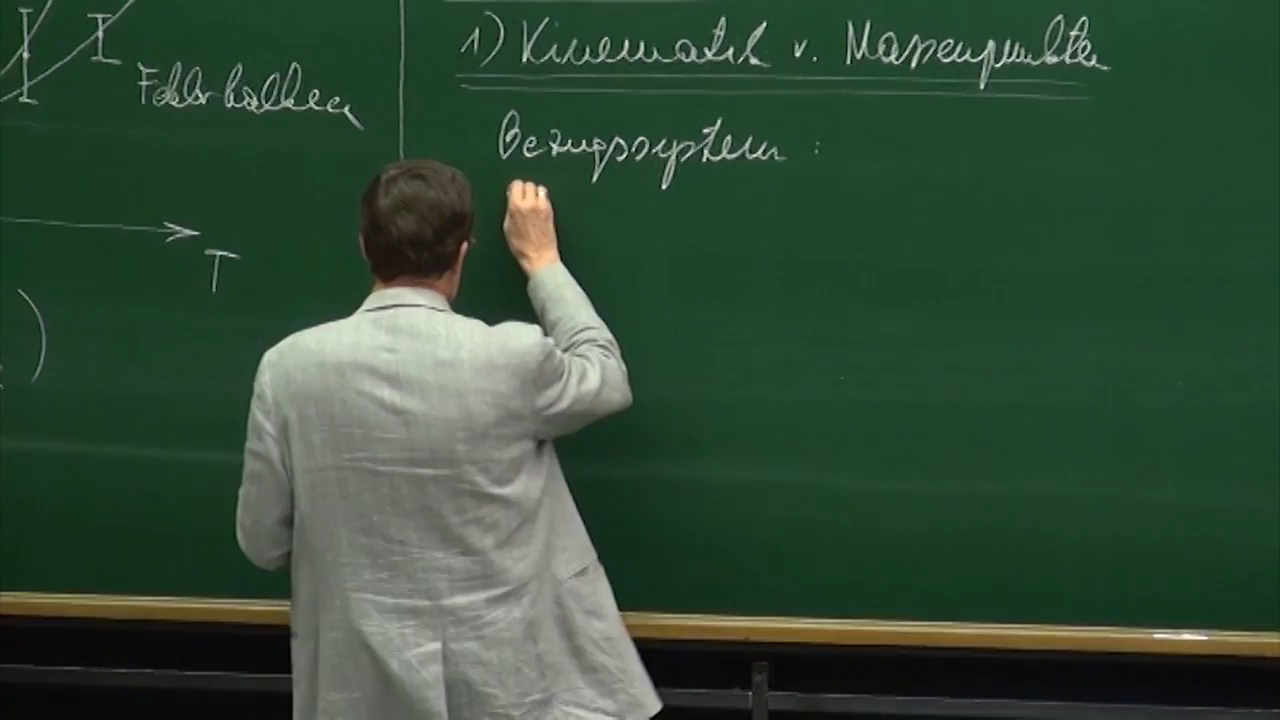 Fehlerbalken
T
)
1) Kinematik v. Massenpunkten
Bezugssystem :